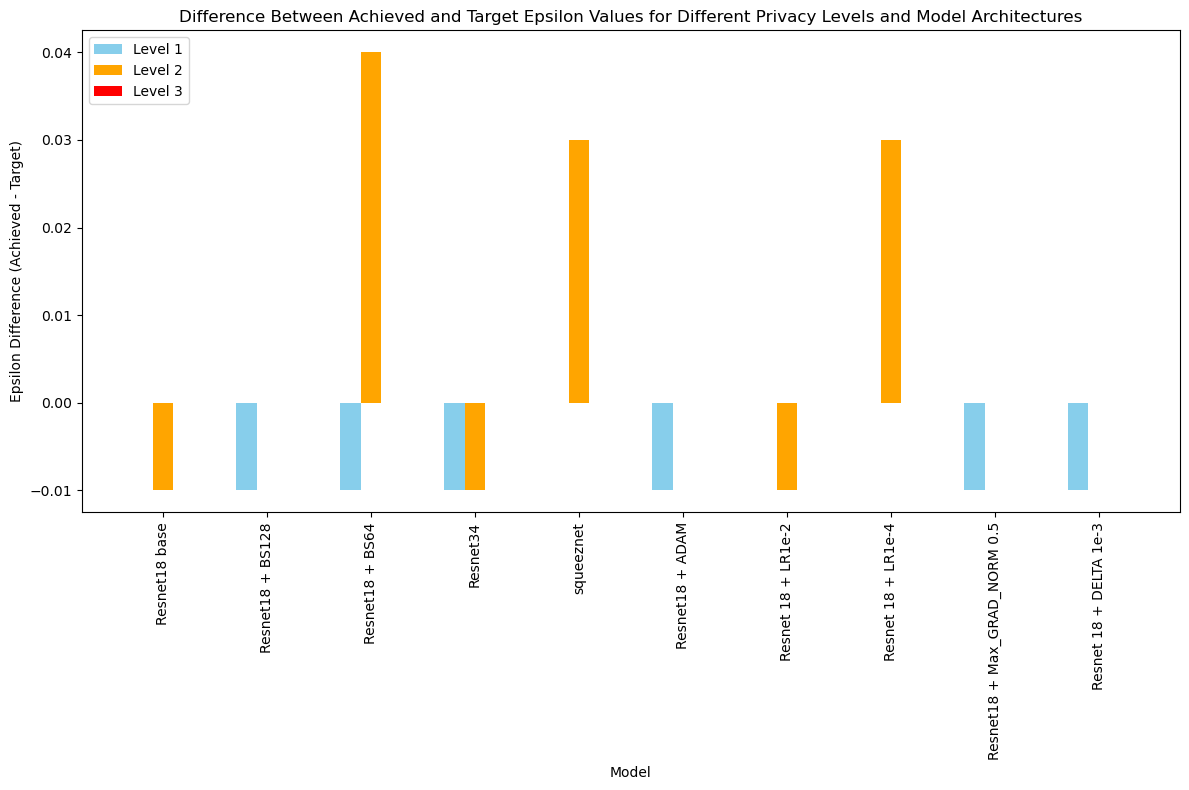 Difference Between Achieved and Target Epsilon Values for Different Privacy Levels and Model Architectures
Level 1
Level 2
Level 3
Epsilon Difference (Achieved - Target)
0.04
0.03
0.02
0.01
0.00
−0.01
Resnet18 base
Resnet18 + BS128
Resnet18 + BS64
Resnet34
squeeznet
Resnet18 + ADAM
Resnet 18 + LR1e-2
Resnet 18 + LR1e-4
Resnet18 + Max_GRAD_NORM 0.5
Resnet 18 + DELTA 1e-3
Model